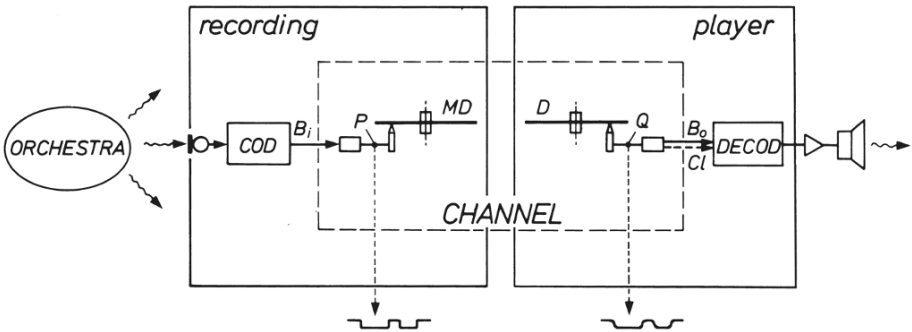 recording
player
ORCHESTRA
COD
Bi
P
MD
D
Q
Bo
Cl
DECOD
CHANNEL